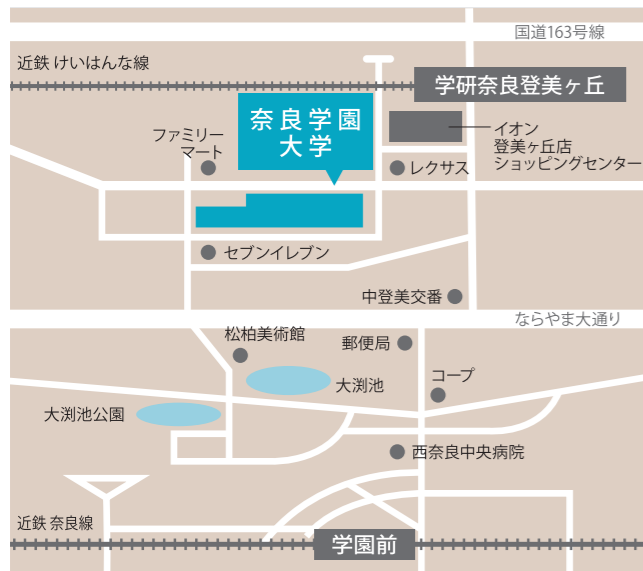 国道163号線
近鉄 けいはんな線
学研奈良登美ヶ丘
奈良学園
大学
ファミリー
マート
イオン
登美ヶ丘店
ショッピングセンター
レクサス
セブンイレブン
中登美交番
ならやま大通り
松柏美術館
郵便局
大渕池
コープ
大渕池公園
西奈良中央病院
近鉄 奈良線
学園前